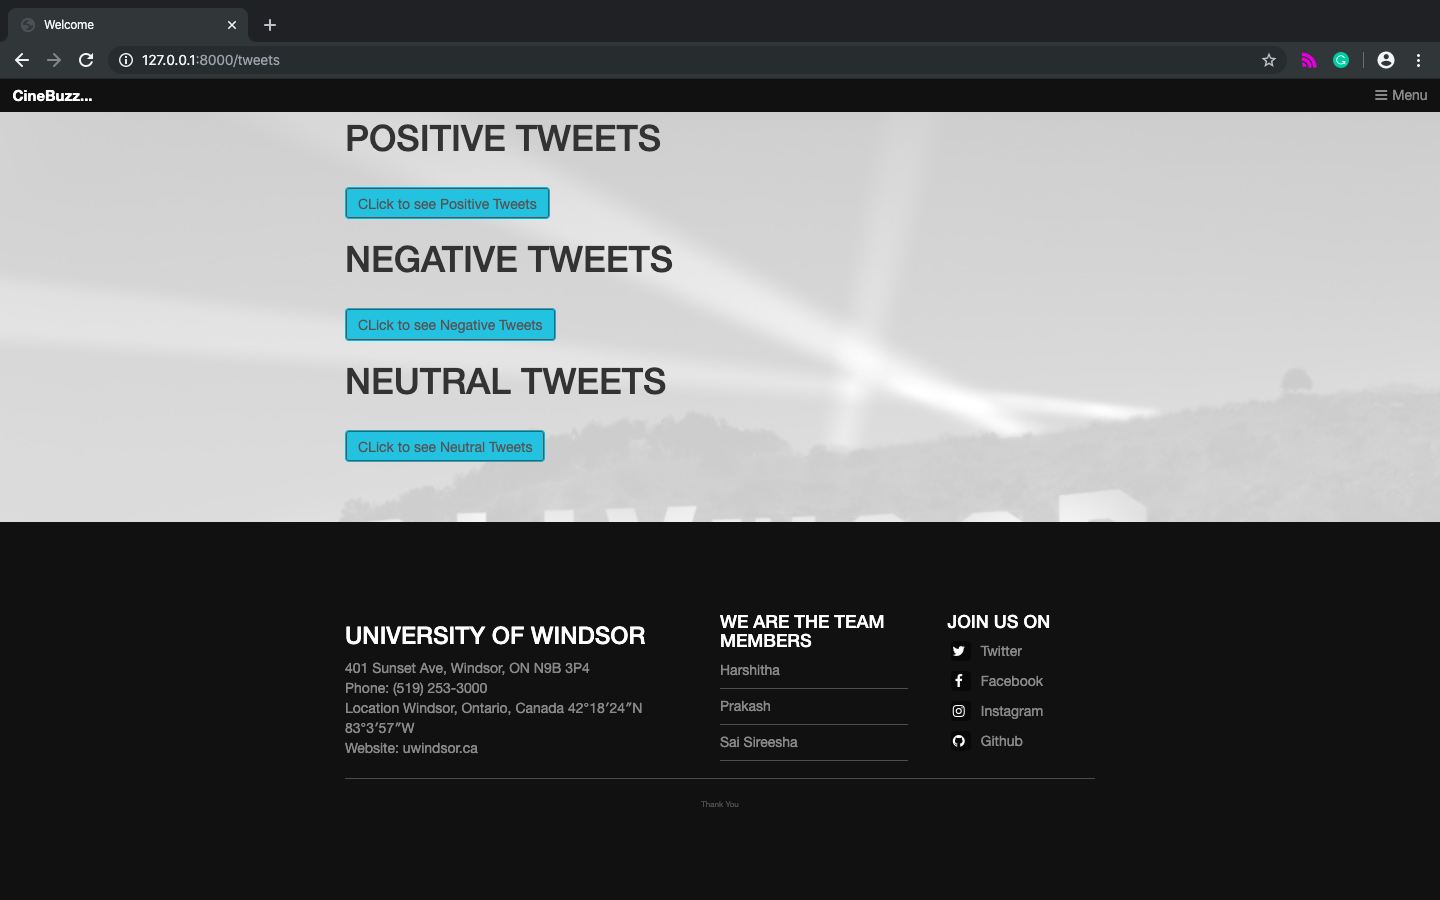 Welcome
127.0.0.1:8000/tweets
CineBuzz...
Menu
POSITIVE TWEETS
CLick to see Positive Tweets
NEGATIVE TWEETS
CLick to see Negative Tweets
NEUTRAL TWEETS
CLick to see Neutral Tweets
UNIVERSITY OF WINDSOR
401 Sunset Ave, Windsor, ON N9B 3P4
Phone: (519) 253-3000
Location Windsor, Ontario, Canada 42°18′24″N
83°3′57″W
Website: uwindsor.ca
WE ARE THE TEAM
MEMBERS
Harshitha
Prakash
Sai Sireesha
JOIN US ON
Twitter
Facebook
Instagram
Github
Thank You